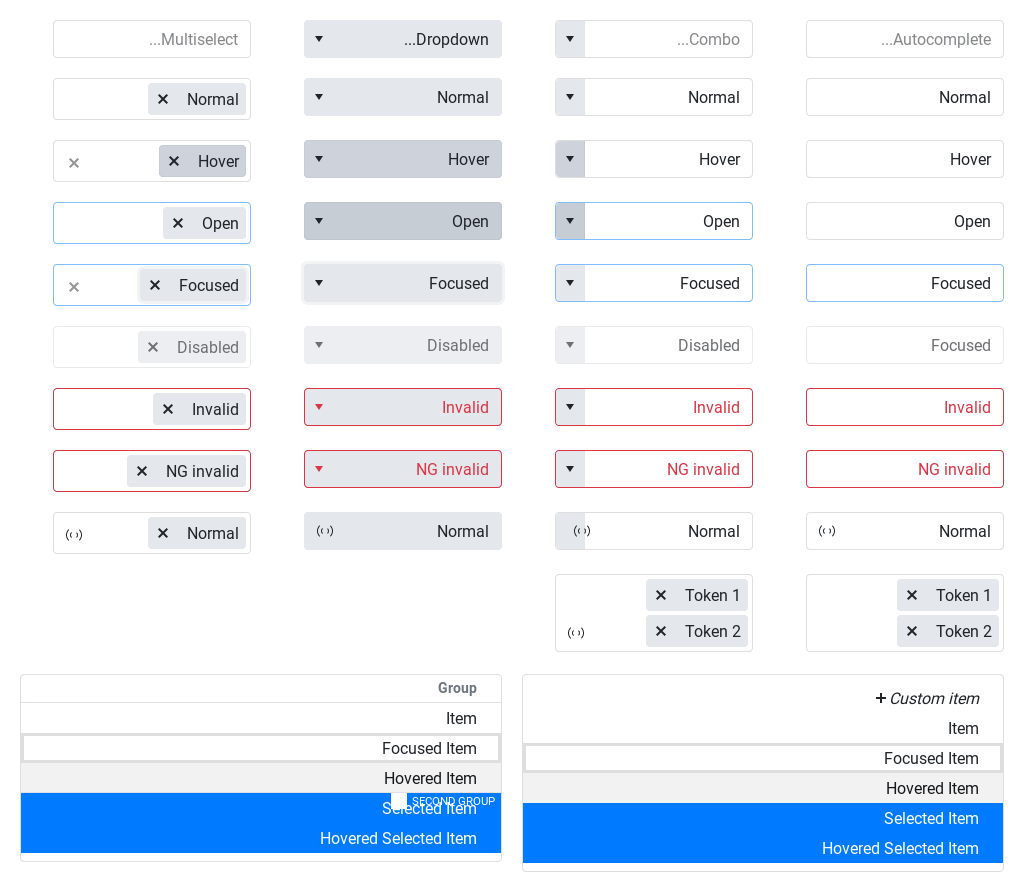 ...Multiselect
...Dropdown
...Combo
...Autocomplete
Normal
Normal
Normal
Normal
Hover
Hover
Hover
Hover
Open
Open
Open
Open
Focused
Focused
Focused
Focused
Disabled
Disabled
Disabled
Focused
Invalid
Invalid
Invalid
Invalid
NG invalid
NG invalid
NG invalid
NG invalid
Normal
Normal
Normal
Normal
Token 1
Token 2
Token 1
Token 2
Group
Item
Focused Item
Hovered Item
SECOND GROUP
Selected Item
Hovered Selected Item
+ Custom item
Item
Focused Item
Hovered Item
Selected Item
Hovered Selected Item